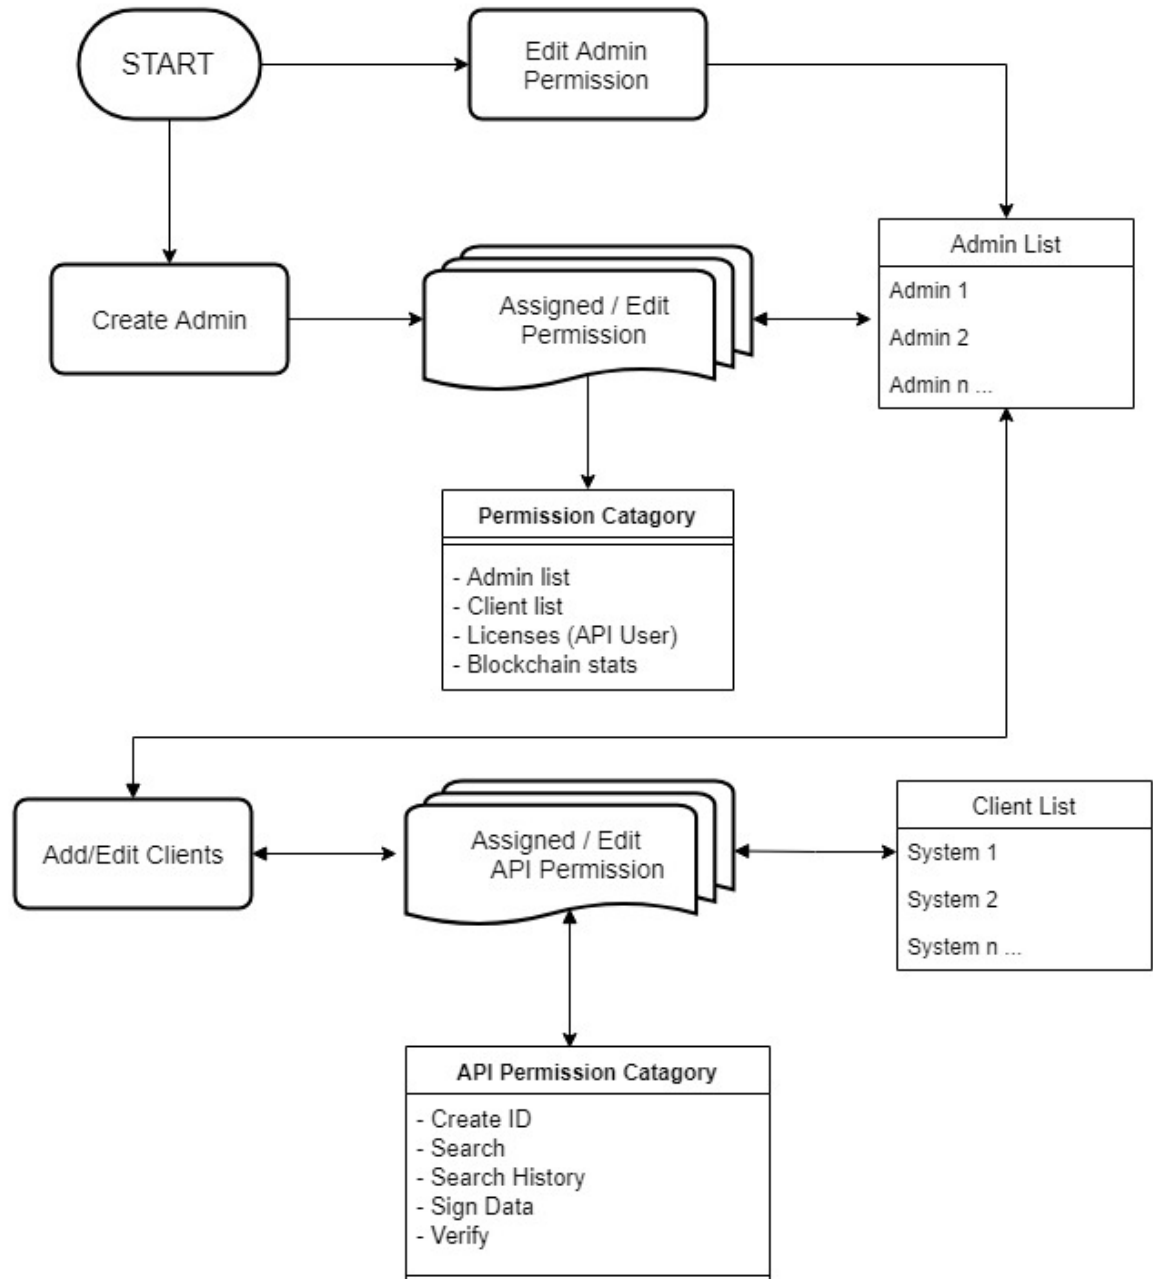 START
Edit Admin
Permission
Create Admin
Assigned / Edit
Permission
Admin List
Admin 1
Admin 2
Admin n ...
Permission Catagory
- Admin list
- Client list
- Licenses (API User)
- Blockchain stats
Add/Edit Clients
Assigned / Edit
API Permission
Client List
System 1
System 2
System n ...
API Permission Catagory
- Create ID
- Search
- Search History
- Sign Data
- Verify